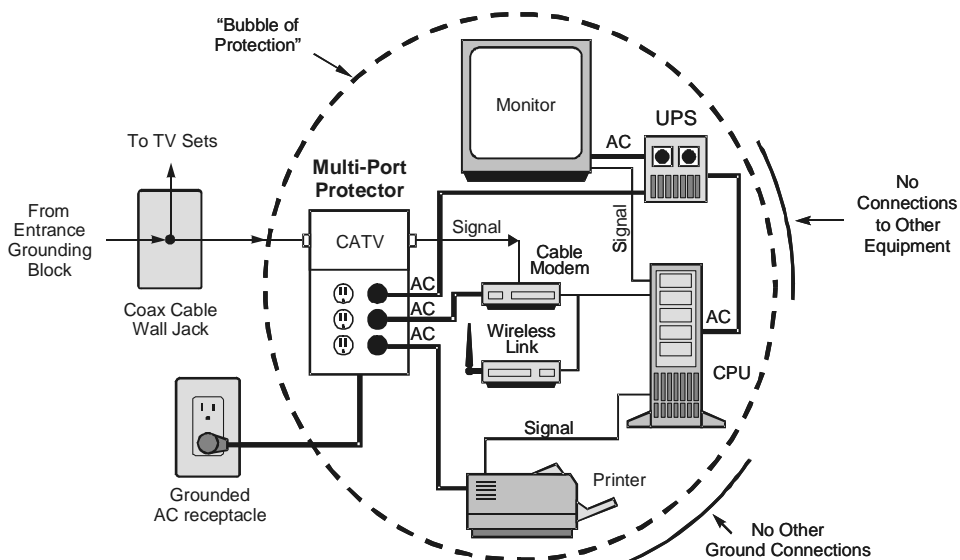 “Bubble of
Protection”
To TV Sets
From
Entrance
Grounding
Block
Coax Cable
Wall Jack
Multi-Port
Protector
CATV
Signal
Monitor
AC
UPS
Signal
No
Connections
to Other
Equipment
Cable
Modem
AC
AC
AC
Wireless
Link
AC
CPU
Signal
Printer
Grounded
AC receptacle
No Other
Ground Connections